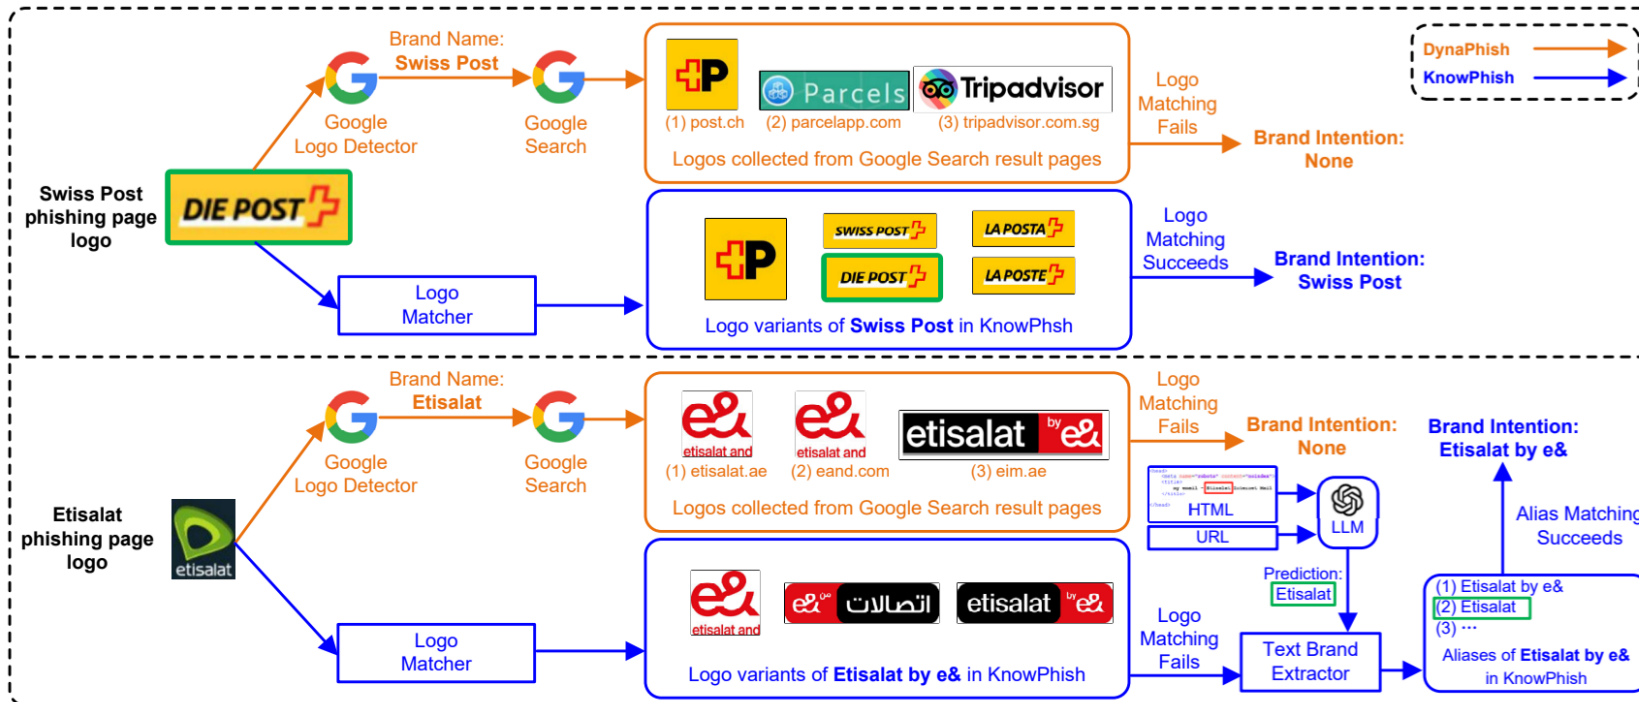 DynaPhish
KnowPhish
Swiss Post
phishing page
logo
DIE POST
Google
Logo Detector
Brand Name:
Swiss Post
Google
Search
P
Parcels
Tripadvisor
(1) post.ch
(2) parcelapp.com
(3) tripadvisor.com.sg
Logos collected from Google Search result pages
Logo
Matching
Fails
Brand Intention:
None
Logo
Matcher
P
SWISS POST
LA POSTA
DIE POST
LA POSTE
Logo variants of Swiss Post in KnowPhsh
Logo
Matching
Succeeds
Brand Intention:
Swiss Post
Etisalat
phishing page
logo
etisalat
Google
Logo Detector
Brand Name:
Etisalat
Google
Search
e&
etisalat and
e&
etisalat and
etisalat by e&
(1) etisalat.ae
(2) eand.com
(3) eim.ae
Logos collected from Google Search result pages
Logo
Matching
Fails
Brand Intention:
None
Logo
Matcher
e&
etisalat and
اتصالات من e&
etisalat by e&
Logo variants of Etisalat by e& in KnowPhish
Logo
Matching
Fails
HTML
URL
LLM
Prediction:
Etisalat
Text Brand
Extractor
(1) Etisalat by e&
(2) Etisalat
(3) ···
Aliases of Etisalat by e&
in KnowPhish
Alias Matching
Succeeds
Brand Intention:
Etisalat by e&